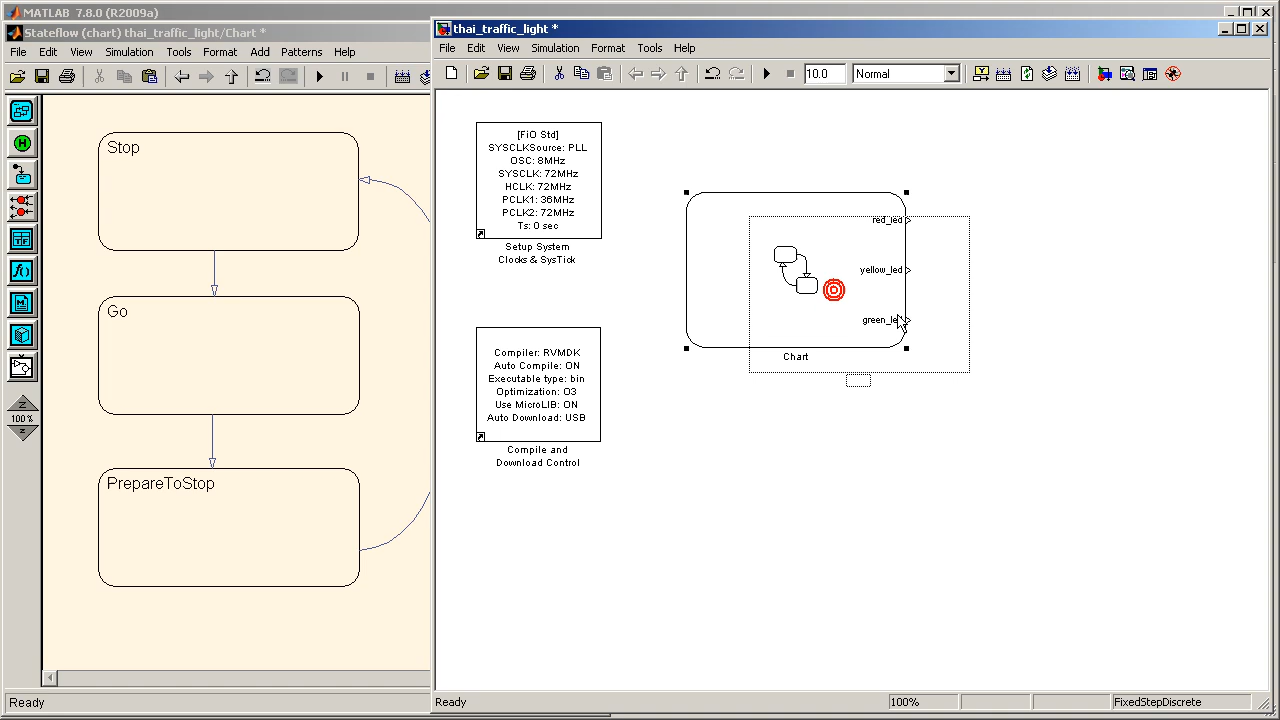 MATLAB 7.8.0 (R2009a)
Stateflow (chart) thai_traffic_light/Chart *
File Edit View Simulation Tools Format Add Patterns Help
Stop
Go
PrepareToStop
100%
Ready
thai_traffic_light *
File Edit View Simulation Format Tools Help
10.0
Normal
[FiO Std]
SYSCLKSource: PLL
OSC: 8MHz
SYSCLK: 72MHz
HCLK: 72MHz
PCLK1: 36MHz
PCLK2: 72MHz
Ts: 0 sec
Setup System
Clocks & SysTick
Compiler: RVMDK
Auto Compile: ON
Executable type: bin
Optimization: O3
Use MicroLIB: ON
Auto Download: USB
Compile and
Download Control
red_led
yellow_led
Chart
Ready
100%
FixedStepDiscrete